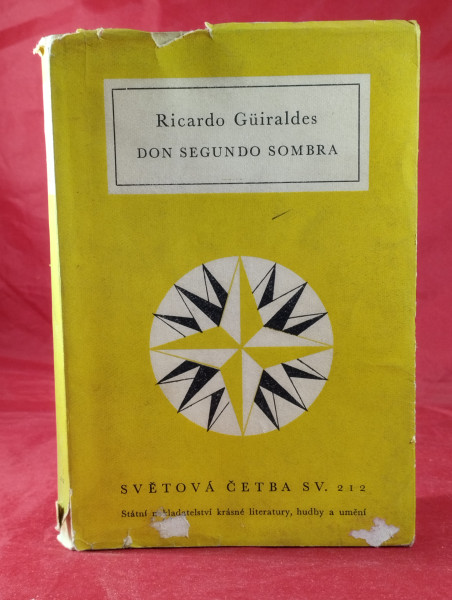 Ricardo Güiraldes
DON SEGUNDO SOMBRA
SVĚTOVÁ ČETBA SV. 212
Státní nakladatelství krásné literatury, hudby a umění